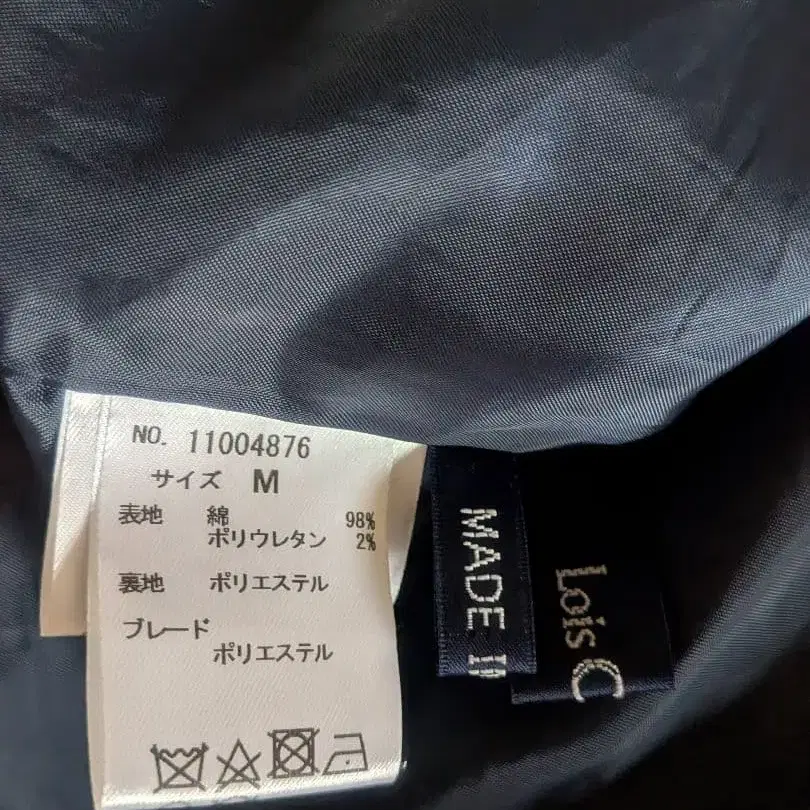 NO. 11004876
サイズ M
表地 綿 98%
ポリウレタン 2%
裏地 ポリエステル
ブレード
ポリエステル
MADE
Lois C